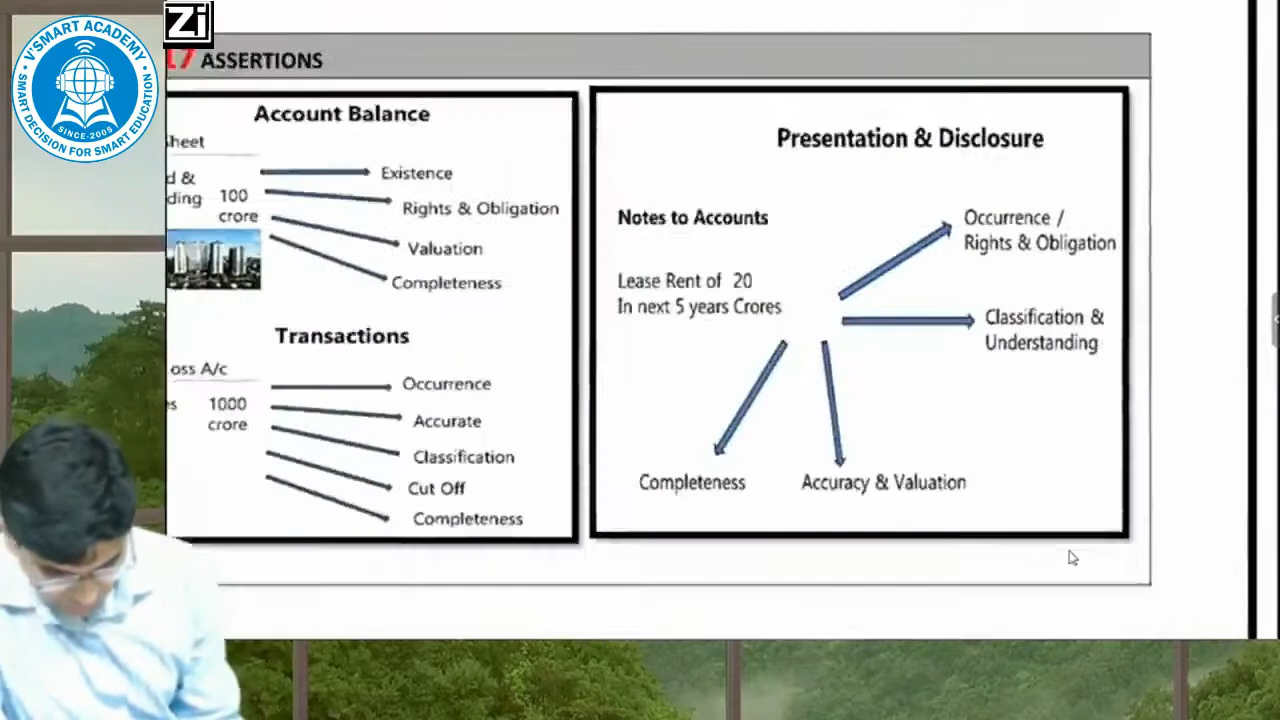 V'SMART ACADEMY
SMART DECISION FOR SMART EDUCATION
SINCE-2005
Zi
17 ASSERTIONS
Account Balance
Sheet
Existence
d &
ding
100
crore
Rights & Obligation
Valuation
Completeness
Transactions
oss A/c
Occurrence
s
1000
crore
Accurate
Classification
Cut Off
Completeness
Presentation & Disclosure
Notes to Accounts
Occurrence /
Rights & Obligation
Lease Rent of 20
In next 5 years Crores
Classification &
Understanding
Completeness
Accuracy & Valuation